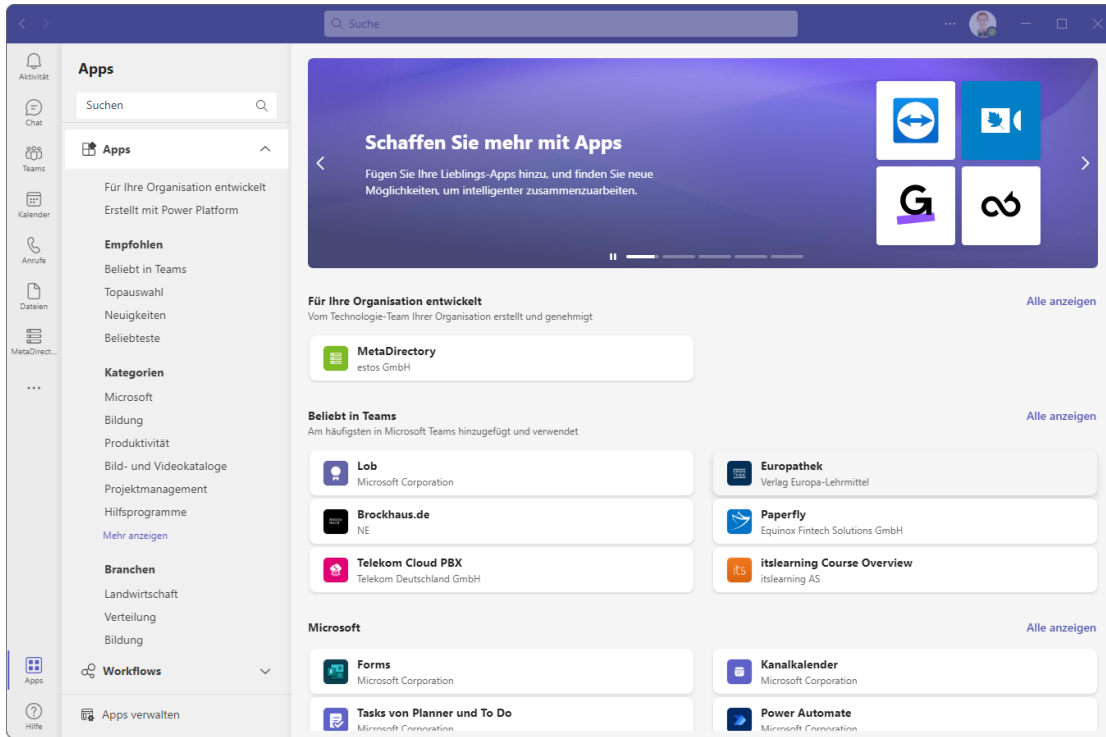 Suche
Aktivität
Chat
Teams
Kalender
Anrufe
Dateien
MetaDirect...
Apps
Hilfe
Apps
Suchen
Apps
Für Ihre Organisation entwickelt
Erstellt mit Power Platform
Empfohlen
Beliebt in Teams
Topauswahl
Neuigkeiten
Beliebteste
Kategorien
Microsoft
Bildung
Produktivität
Bild- und Videokataloge
Projektmanagement
Hilfsprogramme
Mehr anzeigen
Branchen
Landwirtschaft
Verteilung
Bildung
Workflows
Apps verwalten
Schaffen Sie mehr mit Apps
Fügen Sie Ihre Lieblings-Apps hinzu, und finden Sie neue
Möglichkeiten, um intelligenter zusammenzuarbeiten.
G
Für Ihre Organisation entwickelt
Alle anzeigen
Vom Technologie-Team Ihrer Organisation erstellt und genehmigt
MetaDirectory
estos GmbH
Beliebt in Teams
Alle anzeigen
Am häufigsten in Microsoft Teams hinzugefügt und verwendet
Lob
Microsoft Corporation
Europathek
Verlag Europa-Lehrmittel
Brockhaus.de
NE
Paperfly
Equinox Fintech Solutions GmbH
Telekom Cloud PBX
Telekom Deutschland GmbH
its
itslearning Course Overview
itslearning AS
Microsoft
Alle anzeigen
Forms
Microsoft Corporation
Kanalkalender
Microsoft Corporation
Tasks von Planner und To Do
Microsoft Corporation
Power Automate
Microsoft Corporation